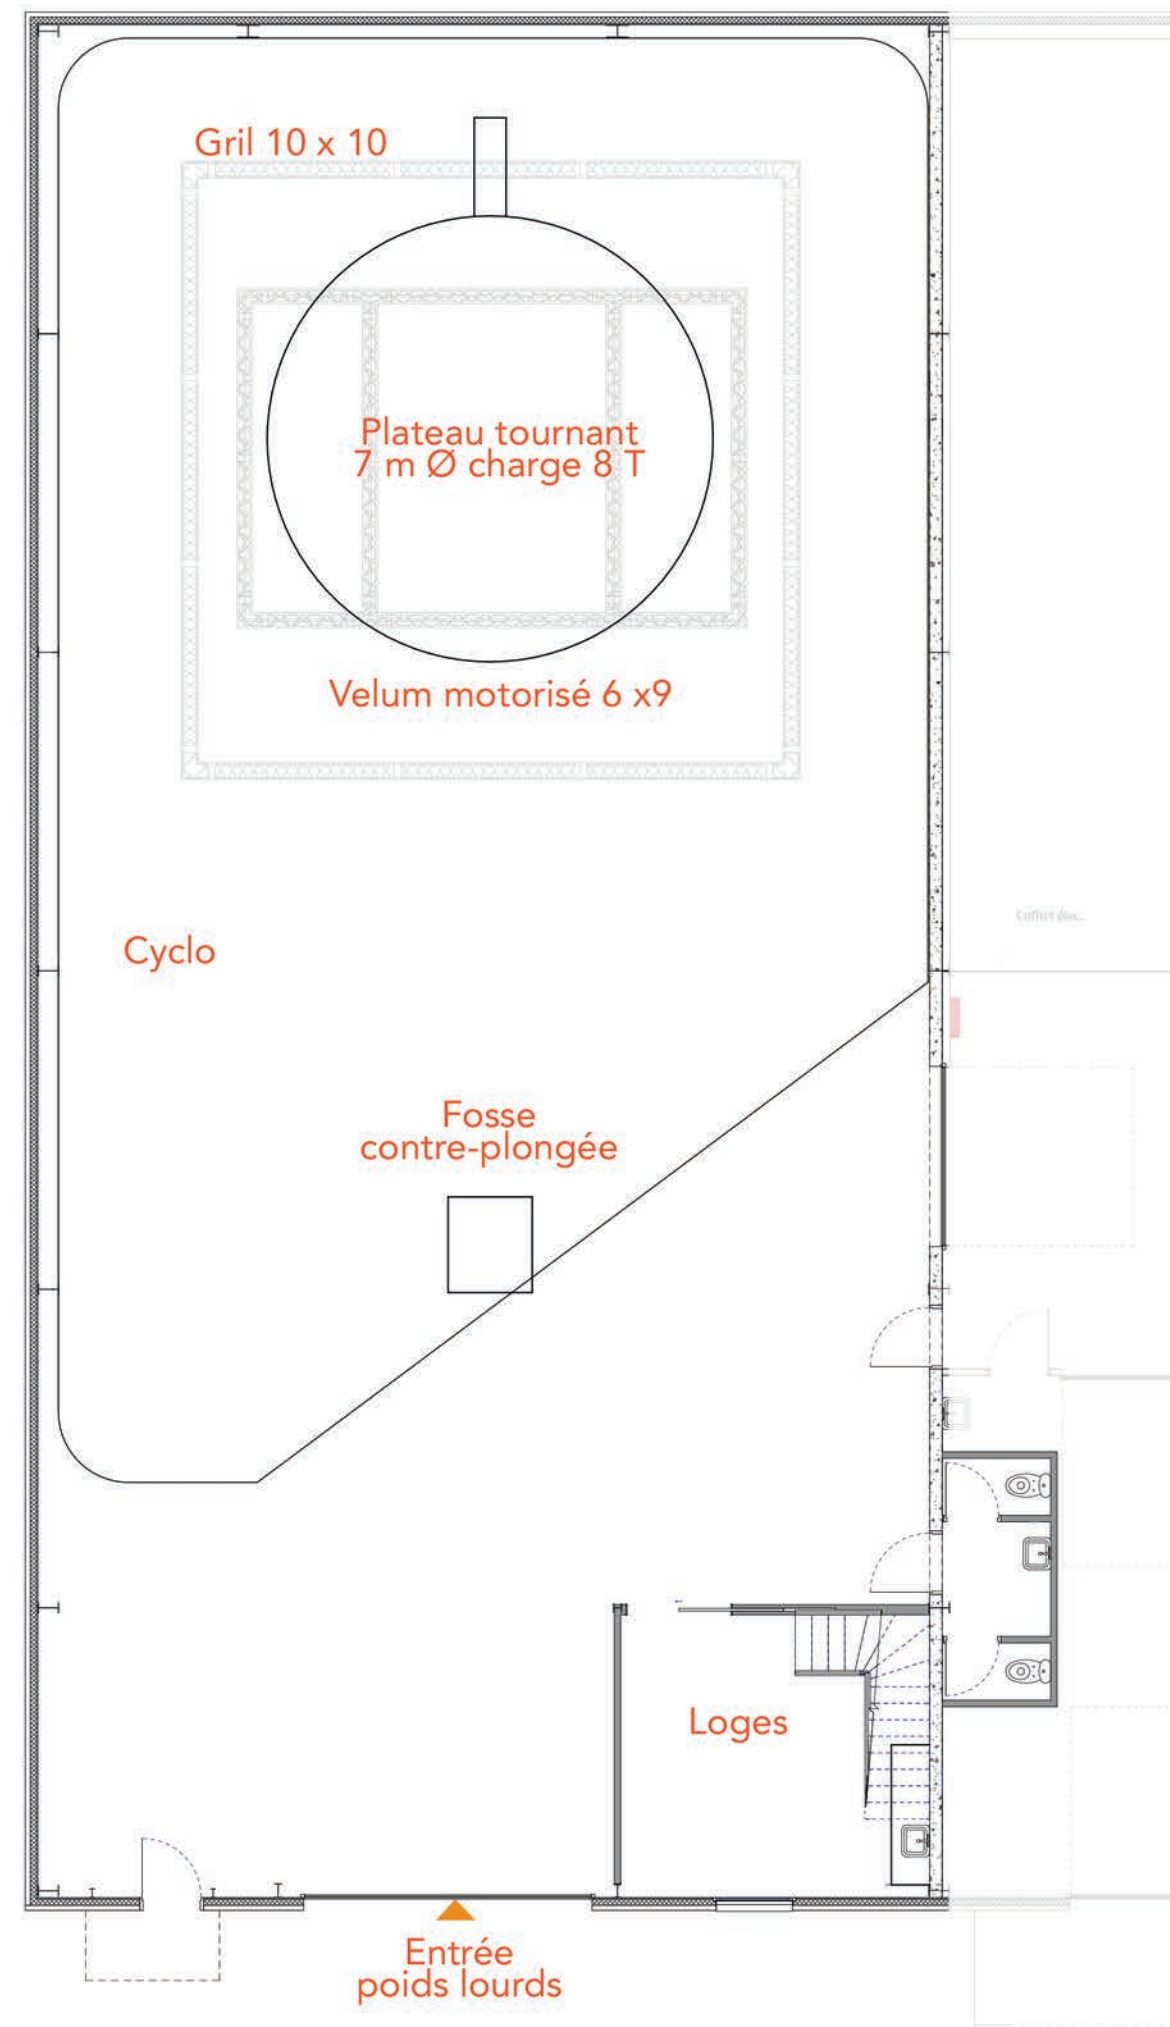 Gril 10 x 10
Plateau tournant
7 m Ø charge 8 T
Velum motorisé 6 x9
Cyclo
Fosse
contre-plongée
Loges
Entrée
poids lourds